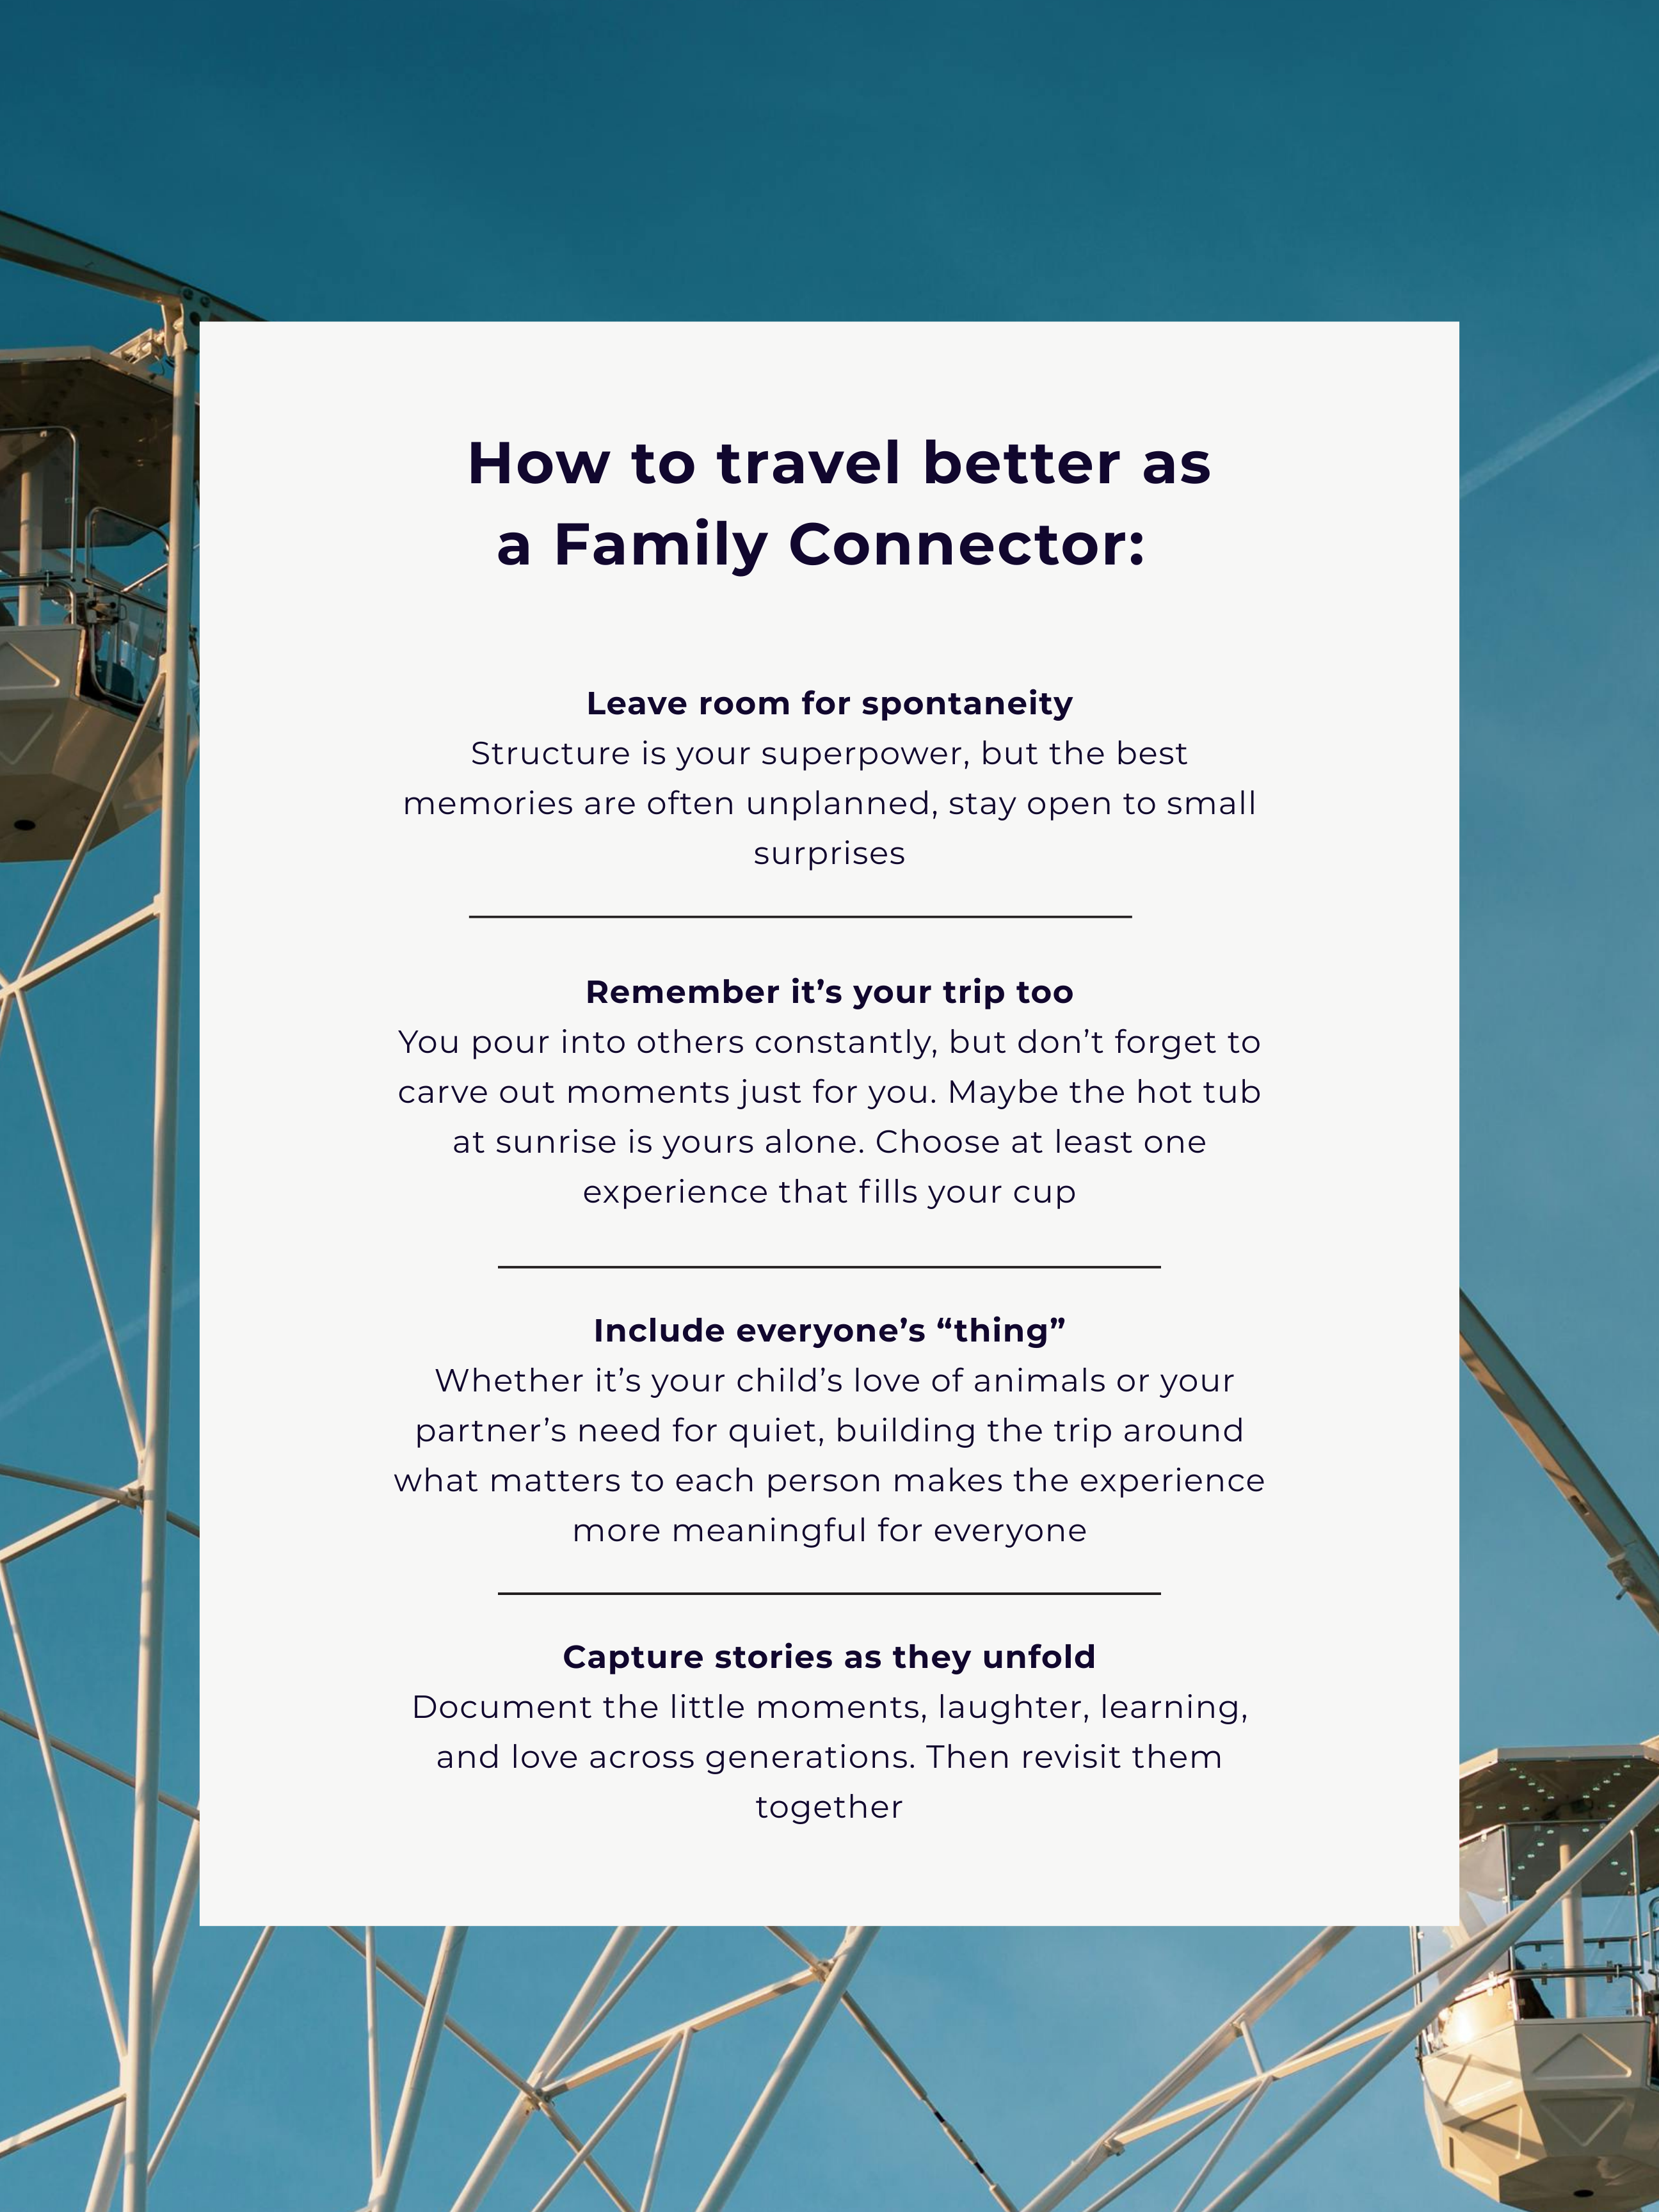 How to travel better as
a Family Connector:
Leave room for spontaneity
Structure is your superpower, but the best
memories are often unplanned, stay open to small
surprises
Remember it’s your trip too
You pour into others constantly, but don’t forget to
carve out moments just for you. Maybe the hot tub
at sunrise is yours alone. Choose at least one
experience that fills your cup
Include everyone’s “thing”
Whether it’s your child’s love of animals or your
partner’s need for quiet, building the trip around
what matters to each person makes the experience
more meaningful for everyone
Capture stories as they unfold
Document the little moments, laughter, learning,
and love across generations. Then revisit them
together